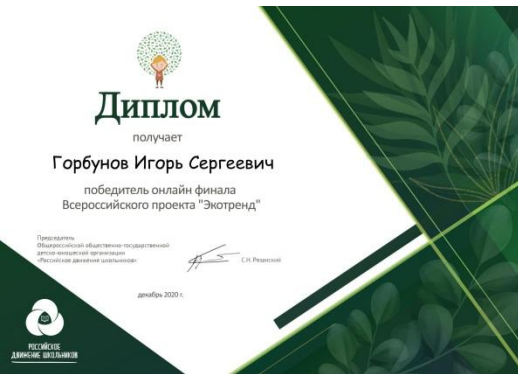 Диплом
получает
Горбунов Игорь Сергеевич
победитель онлайн финала
Всероссийского проекта "Экотренд"
Председатель
Общероссийской общественно-государственной
детско-юношеской организации
«Российское движение школьников»
С.Н. Рязанский
декабрь 2020 г.
РОССИЙСКОЕ
ДВИЖЕНИЕ ШКОЛЬНИКОВ